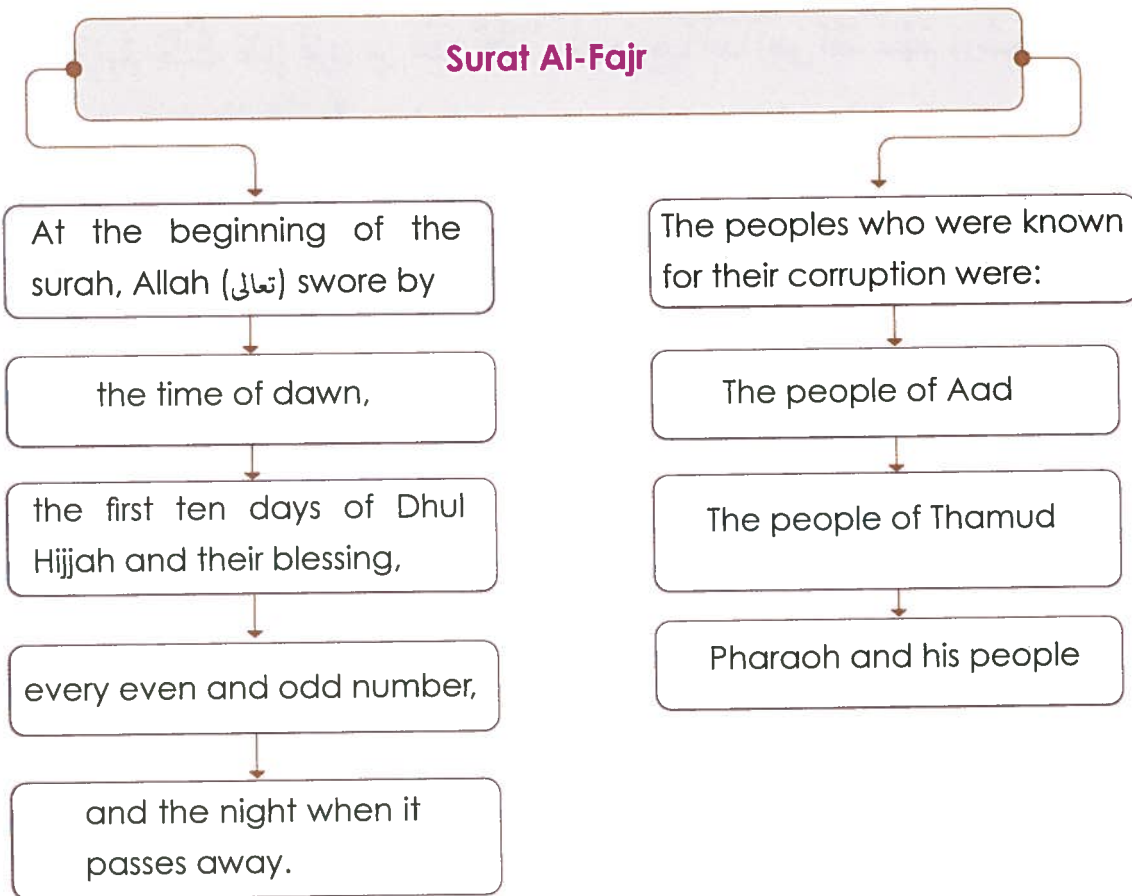 Surat Al-Fajr
At the beginning of the
surah, Allah (تعالى) swore by
the time of dawn,
the first ten days of Dhul
Hijjah and their blessing,
every even and odd number,
and the night when it
passes away.
The peoples who were known
for their corruption were:
The people of Aad
The people of Thamud
Pharaoh and his people